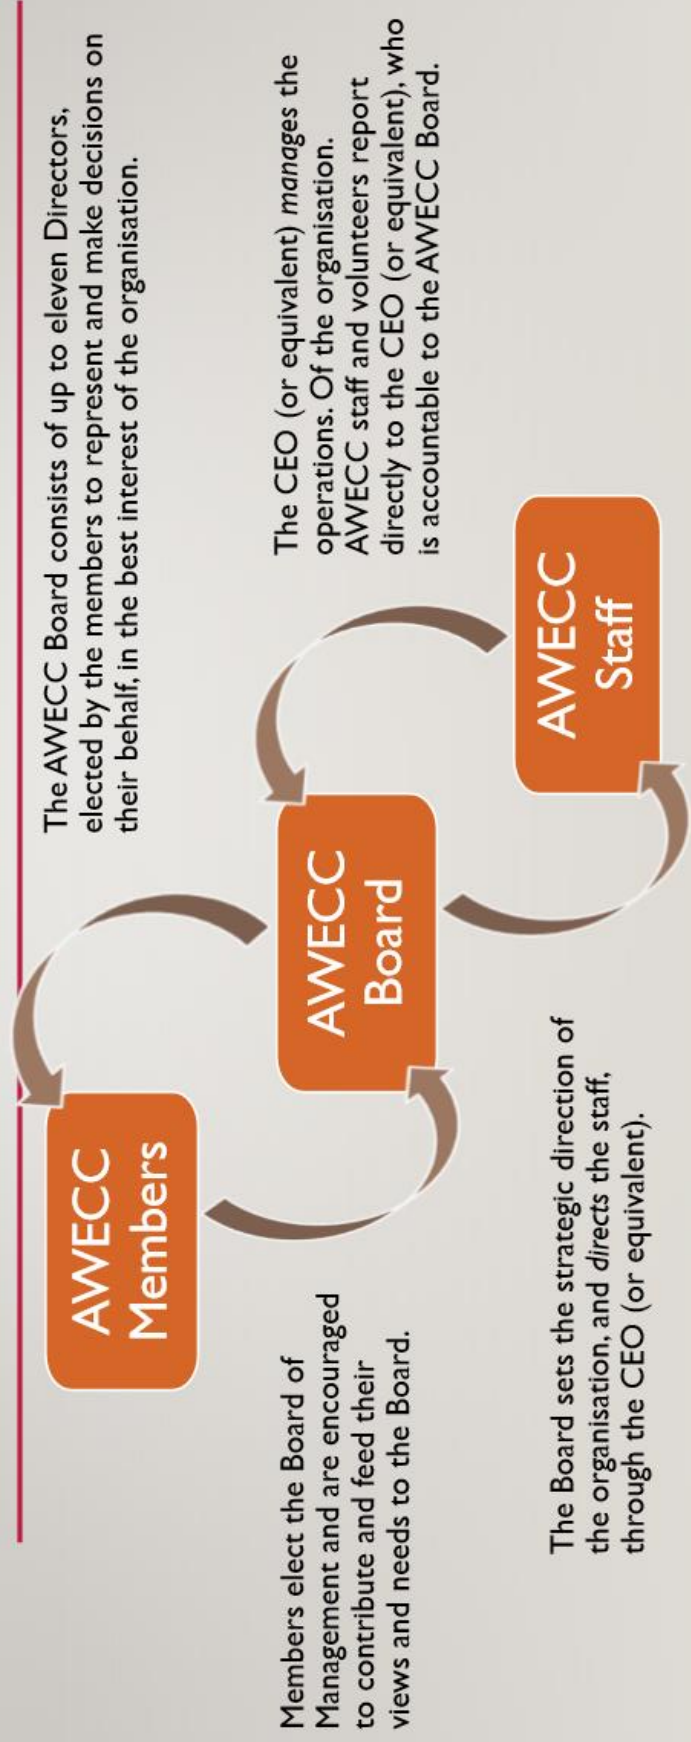 The AWECC Board consists of up to eleven Directors,
elected by the members to represent and make decisions on
their behalf, in the best interest of the organisation.
AWECC
Members
Members elect the Board of
Management and are encouraged
to contribute and feed their
views and needs to the Board.
AWECC
Board
The CEO (or equivalent) manages the
operations. Of the organisation.
AWECC staff and volunteers report
directly to the CEO (or equivalent), who
is accountable to the AWECC Board.
The Board sets the strategic direction of
the organisation, and directs the staff,
through the CEO (or equivalent).
AWECC
Staff